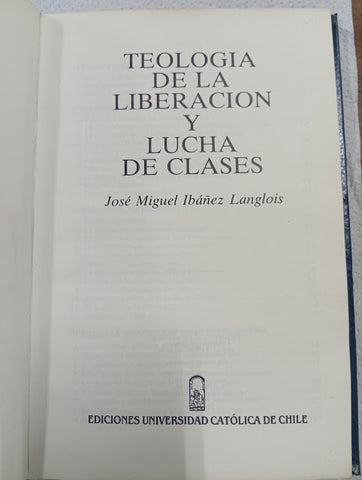 TEOLOGIA
DE LA
LIBERACION
Y
LUCHA
DE CLASES
José Miguel Ibáñez Langlois
EDICIONES UNIVERSIDAD CATÓLICA DE CHILE